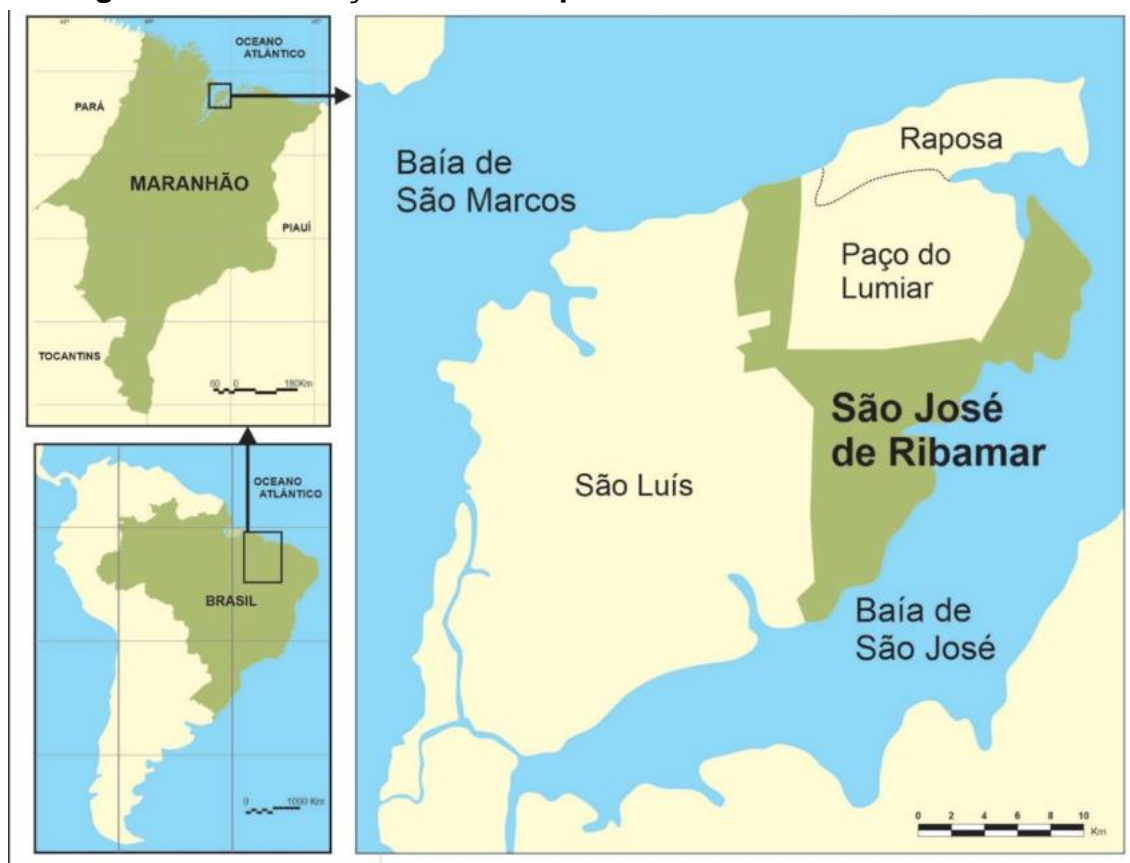 OCEANO
ATLÂNTICO
PARÁ
MARANHÃO
PIAUÍ
TOCANTINS
60 0 180Km
OCEANO
ATLÂNTICO
BRASIL
0 1000 Km
Baía de
São Marcos
Raposa
Paço do
Lumiar
São José
de Ribamar
São Luís
Baía de
São José
0 2 4 6 8 10
Km